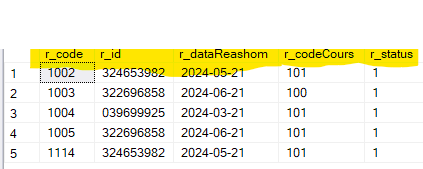 r_code r_id r_dataReashom r_codeCours r_status
1 1002 324653982 2024-05-21 101 1
2 1003 322696858 2024-06-21 100 1
3 1004 039699925 2024-03-21 101 1
4 1005 322696858 2024-06-21 101 1
5 1114 324653982 2024-05-21 101 1